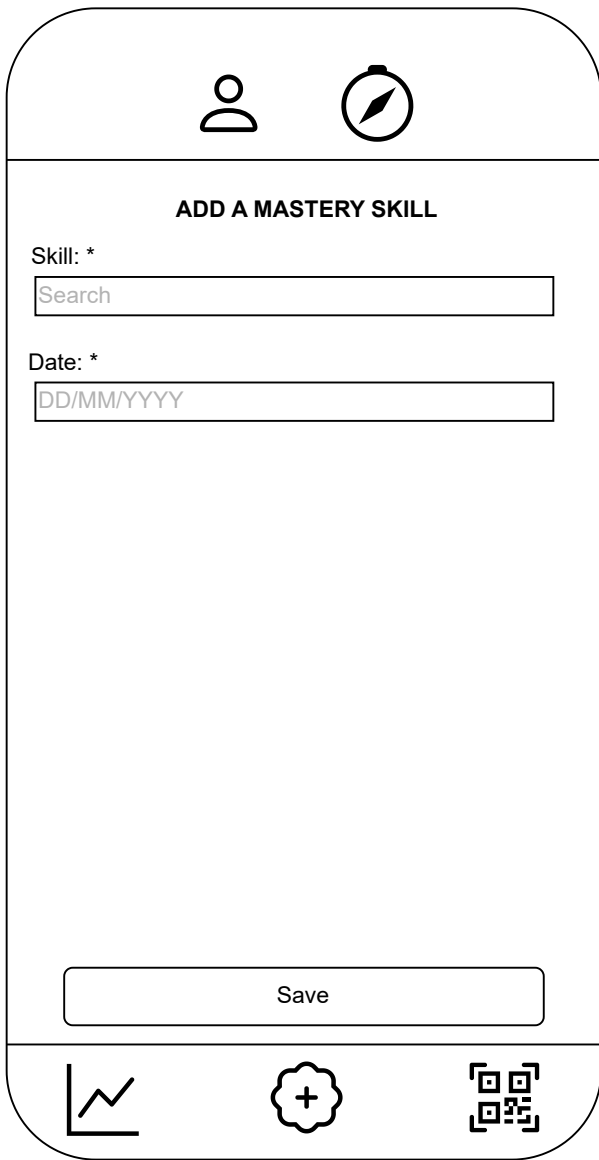 ADD A MASTERY SKILL
Skill: *
Search
Date: *
DD/MM/YYYY
Save